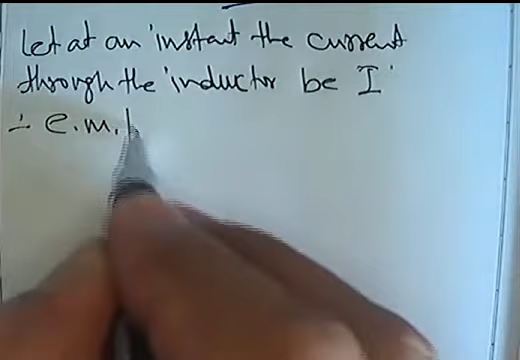 Let at an instant the current
through the inductor be I
∴ e.m.